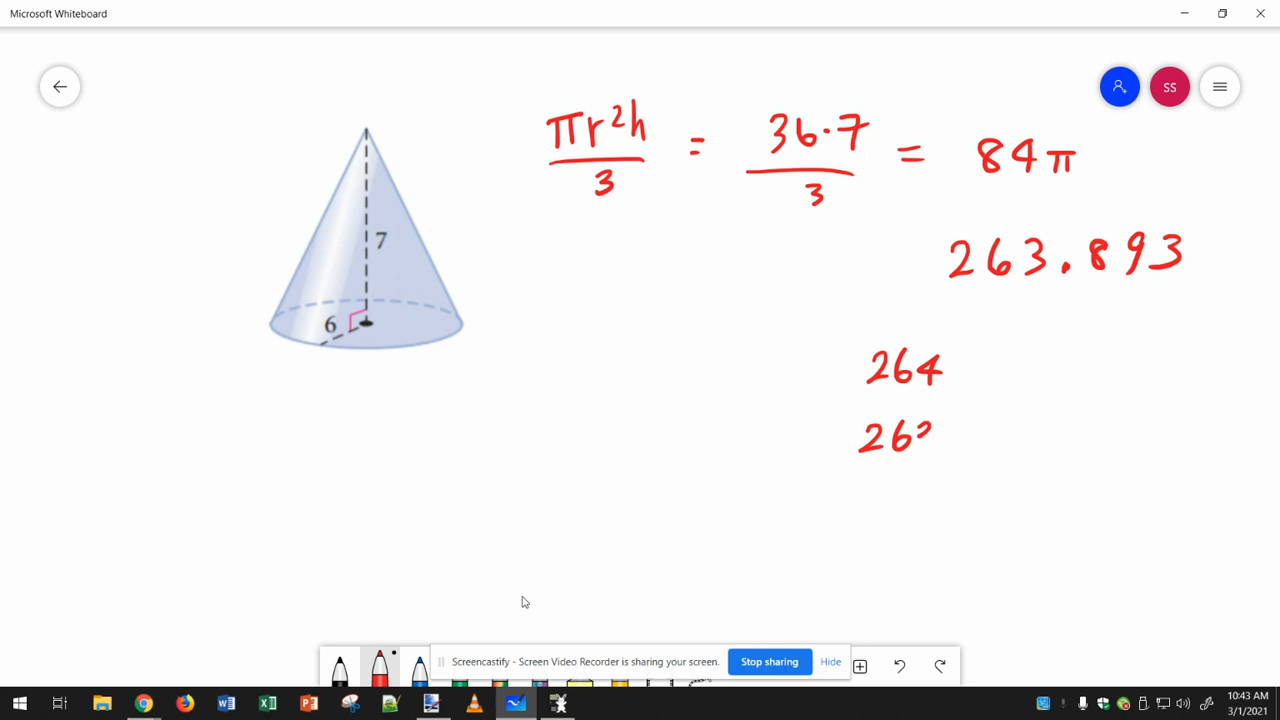 Microsoft Whiteboard
SS
πr²h/3 = 36·7/3 = 84π
263.893
7
6
264
Screencastify - Screen Video Recorder is sharing your screen.
Stop sharing
Hide
10:43 AM
3/1/2021